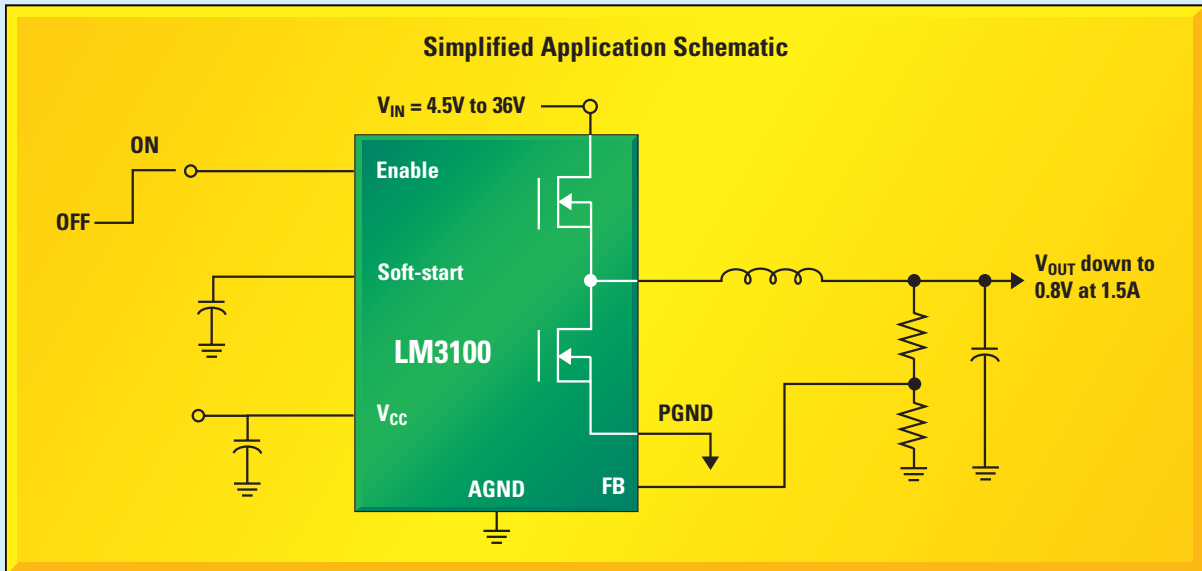 Simplified Application Schematic
VIN = 4.5V to 36V
ON
OFF
Enable
Soft-start
LM3100
VCC
AGND
FB
PGND
VOUT down to
0.8V at 1.5A